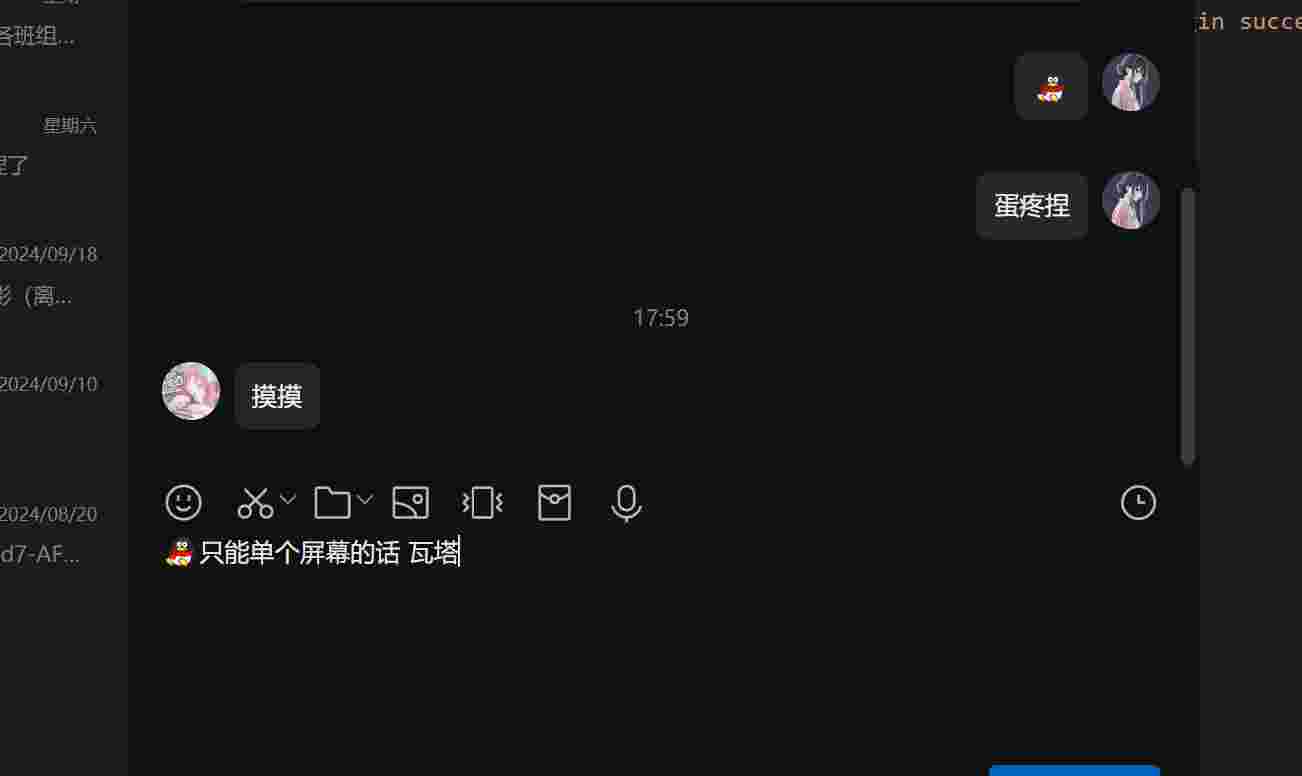 各班组...
星期六
捏了
2024/09/18
影（离...
2024/09/10
2024/08/20
d7-AF...
蛋疼捏
17:59
摸摸
只能单个屏幕的话 瓦塔
in succe